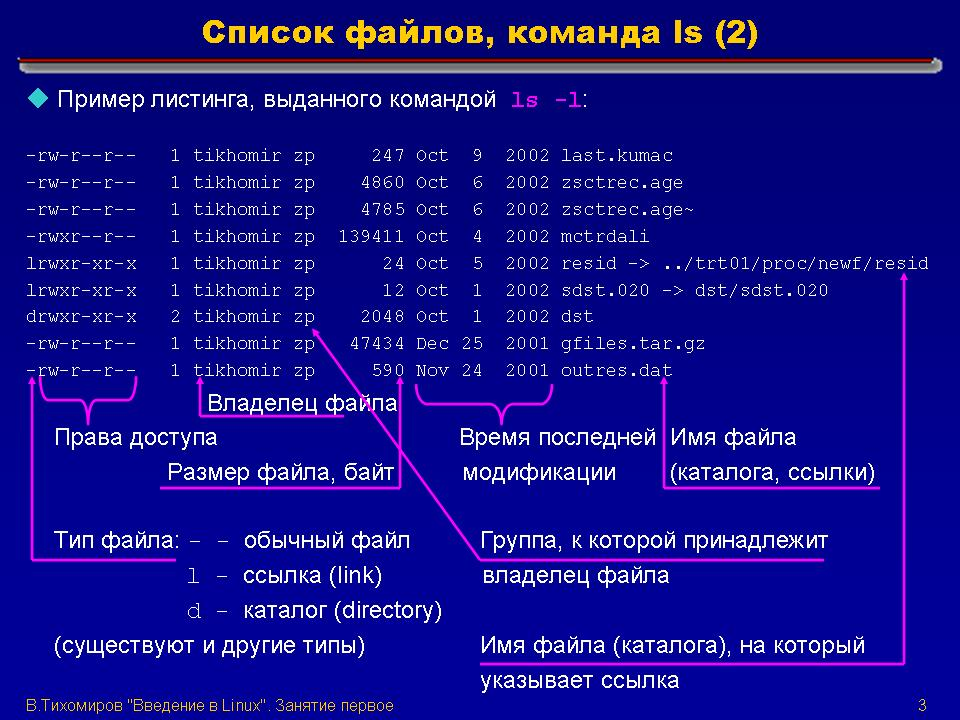 Список файлов, команда ls (2)
Пример листинга, выданного командой ls -l:
-rw-r--r-- 1 tikhomir zp 247 Oct 9 2002 last.kumac
-rw-r--r-- 1 tikhomir zp 4860 Oct 6 2002 zsctrec.age
-rw-r--r-- 1 tikhomir zp 4785 Oct 6 2002 zsctrec.age~
-rwxr--r-- 1 tikhomir zp 139411 Oct 4 2002 mctrdali
lrwxr-xr-x 1 tikhomir zp 24 Oct 5 2002 resid -> ../trt01/proc/newf/resid
lrwxr-xr-x 1 tikhomir zp 12 Oct 1 2002 sdst.020 -> dst/sdst.020
drwxr-xr-x 2 tikhomir zp 2048 Oct 1 2002 dst
-rw-r--r-- 1 tikhomir zp 47434 Dec 25 2001 gfiles.tar.gz
-rw-r--r-- 1 tikhomir zp 590 Nov 24 2001 outres.dat
Владелец файла
Права доступа
Размер файла, байт
Время последней
модификации
Имя файла
(каталога, ссылки)
Тип файла: - - обычный файл
l - ссылка (link)
d - каталог (directory)
(существуют и другие типы)
Группа, к которой принадлежит
владелец файла
Имя файла (каталога), на который
указывает ссылка
В.Тихомиров "Введение в Linux". Занятие первое
3